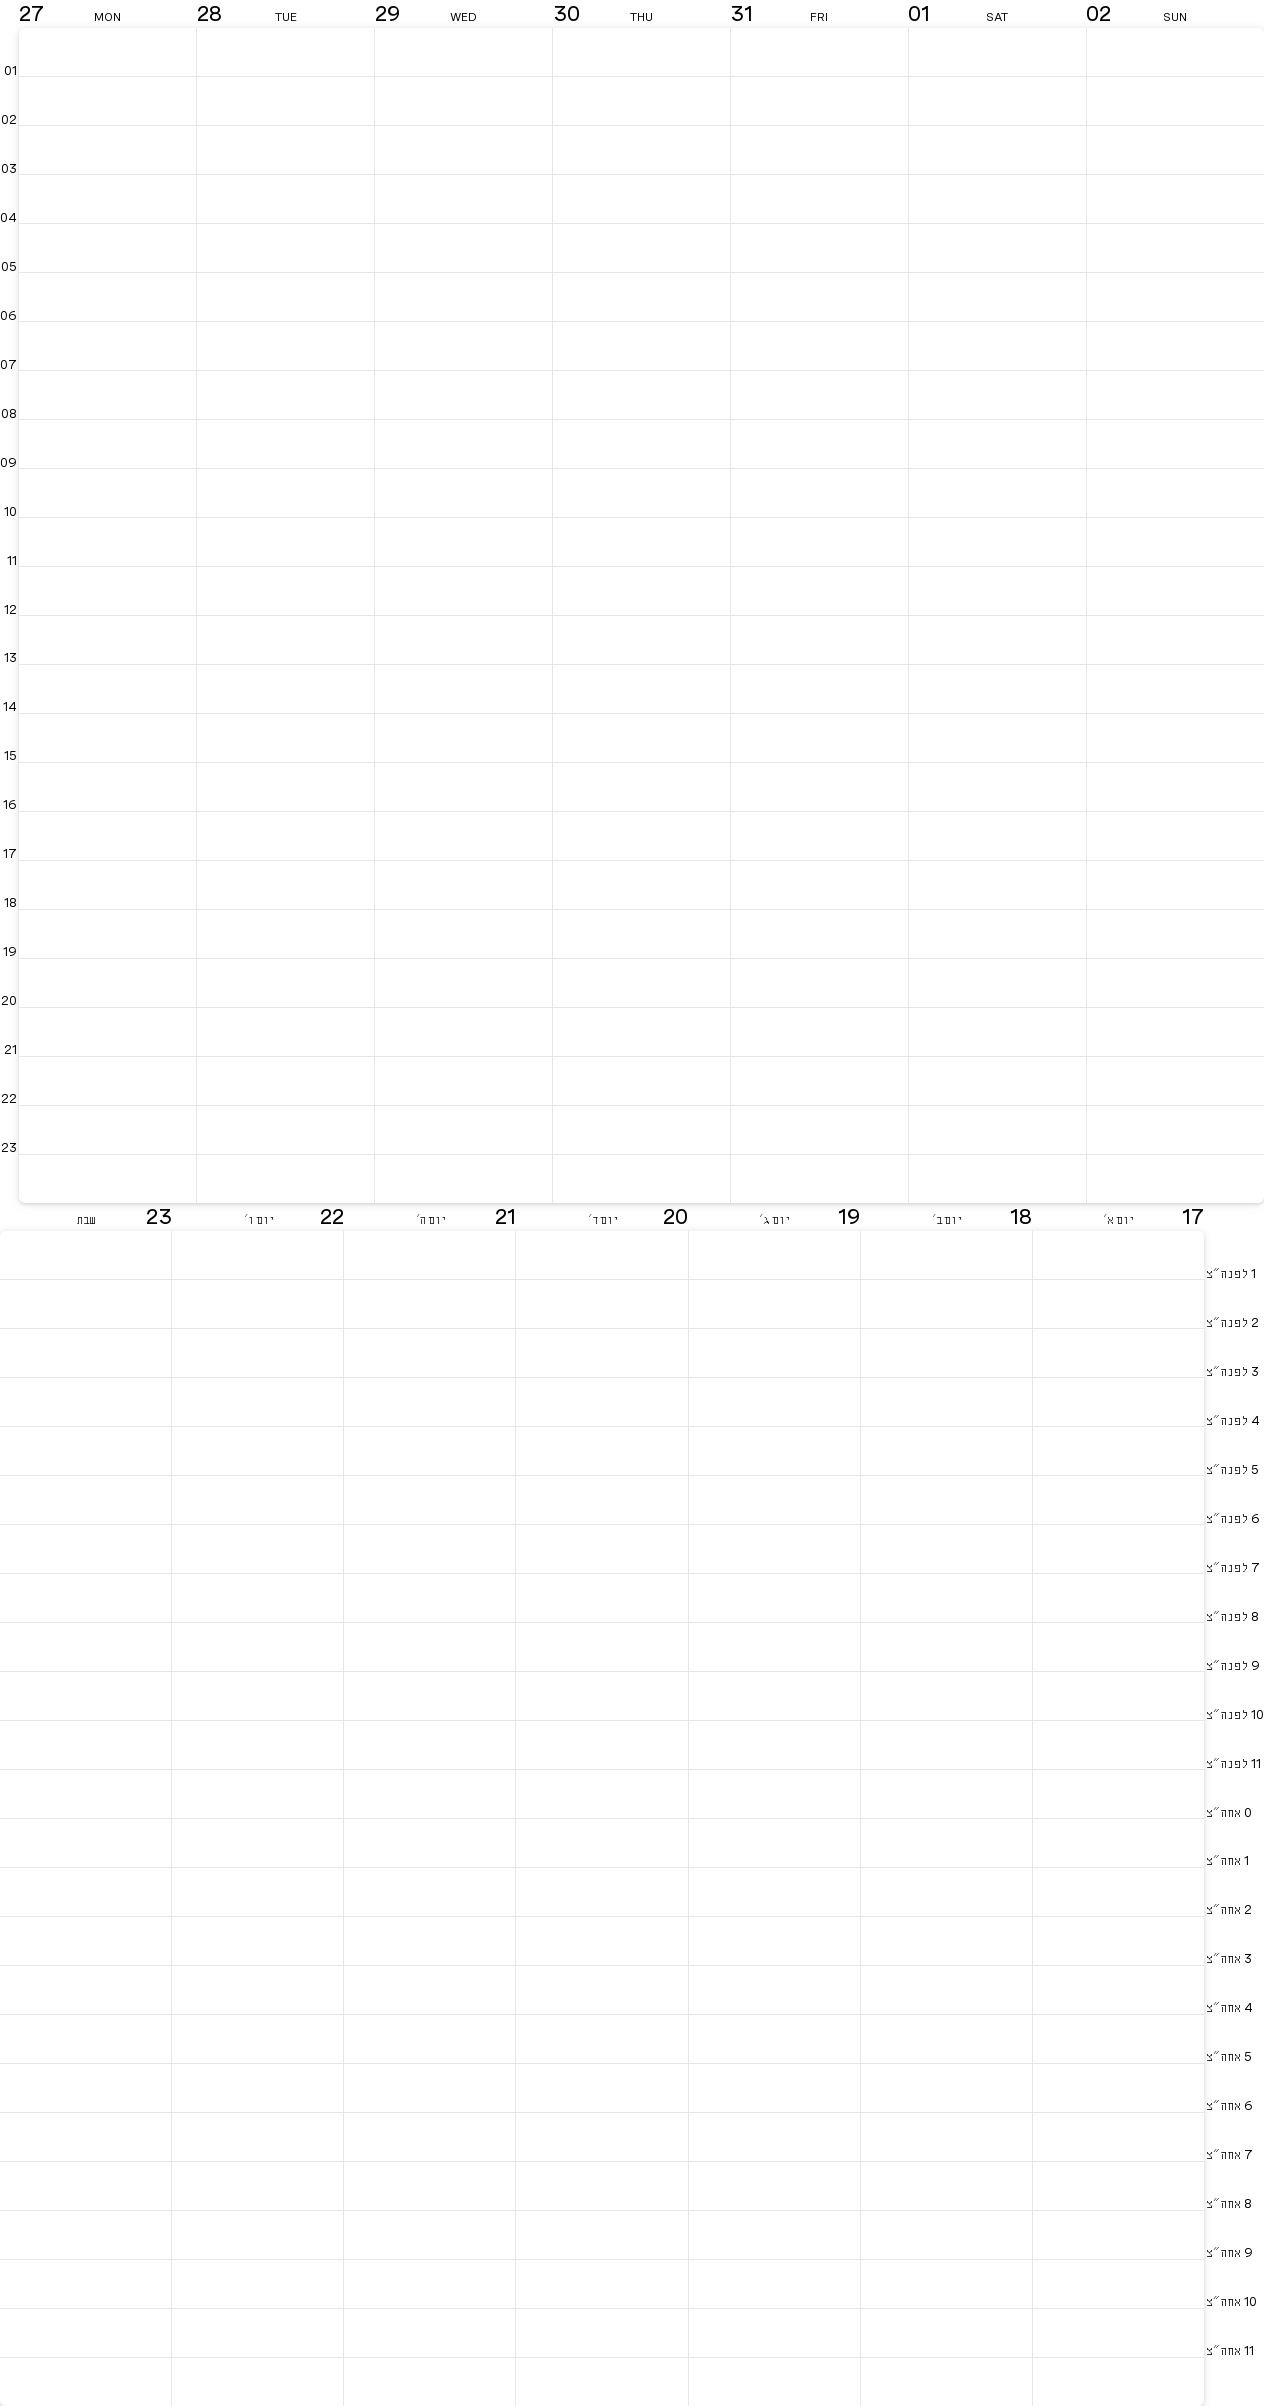 27 MON 28 TUE 29 WED 30 THU 31 FRI 01 SAT 02 SUN
01
02
03
04
05
06
07
08
09
10
11
12
13
14
15
16
17
18
19
20
21
22
23
17 יום א׳ 18 יום ב׳ 19 יום ג׳ 20 יום ד׳ 21 יום ה׳ 22 יום ו׳ 23 שבת
1 לפנה״צ
2 לפנה״צ
3 לפנה״צ
4 לפנה״צ
5 לפנה״צ
6 לפנה״צ
7 לפנה״צ
8 לפנה״צ
9 לפנה״צ
10 לפנה״צ
11 לפנה״צ
0 אחה״צ
1 אחה״צ
2 אחה״צ
3 אחה״צ
4 אחה״צ
5 אחה״צ
6 אחה״צ
7 אחה״צ
8 אחה״צ
9 אחה״צ
10 אחה״צ
11 אחה״צ